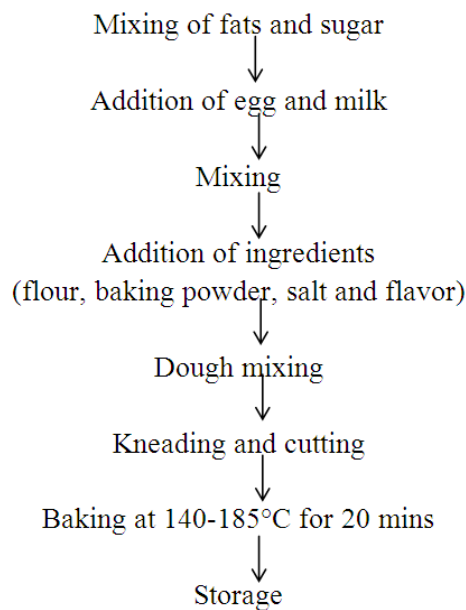 Mixing of fats and sugar
Addition of egg and milk
Mixing
Addition of ingredients
(flour, baking powder, salt and flavor)
Dough mixing
Kneading and cutting
Baking at 140-185°C for 20 mins
Storage